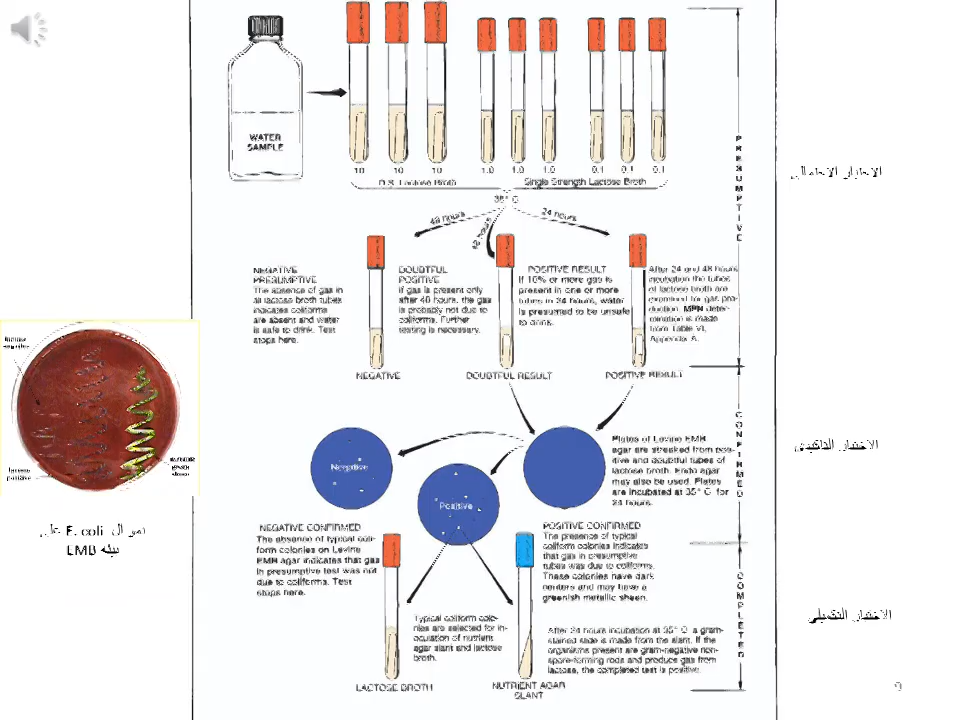 WATER
SAMPLE
10 10 10 1.0 1.0 1.0 0.1 0.1 0.1
D.S. Lactose Broth Single Strength Lactose Broth
35° C
48 hours
48 hours
24 hours
PRESUMPTIVE
الاختبار الاحتمالي
NEGATIVE
PRESUMPTIVE
The absence of gas in
all lactose broth tubes
indicates coliforms
are absent and water
is safe to drink. Test
stops here.
DOUBTFUL
POSITIVE
If gas is present only
after 48 hours, the gas
is probably not due to
coliforms. Further
testing is necessary.
POSITIVE RESULT
If 10% or more gas is
present in one or more
tubes in 24 hours, water
is presumed to be unsafe
to drink.
After 24 and 48 hours
incubation the tubes
of lactose broth are
examined for gas pro-
duction. MPN deter-
mination is made
from Table VI,
Appendix A.
NEGATIVE
DOUBTFUL RESULT
POSITIVE RESULT
CONFIRMED
Negative
Positive
Plates of Levine EMB
agar are streaked from posi-
tive and doubtful tubes of
lactose broth. Endo agar
may also be used. Plates
are incubated at 35° C for
24 hours.
الاختبار التاكيدي
نمو ال E. coli على
بيئه EMB
NEGATIVE CONFIRMED
The absence of typical coli-
form colonies on Levine
EMB agar indicates that gas
in presumptive test was not
due to coliforms. Test
stops here.
POSITIVE CONFIRMED
The presence of typical
coliform colonies indicates
that gas in presumptive
tubes was due to coliforms.
These colonies have dark
centers and may have a
greenish metallic sheen.
COMPLETED
الاختبار التكميلي
Typical coliform colo-
nies are selected for in-
oculation of nutrient
agar slant and lactose
broth.
After 24 hours incubation at 35° C, a gram-
stained slide is made from the slant. If the
organisms present are gram-negative non-
spore-forming rods and produce gas from
lactose, the completed test is positive.
LACTOSE BROTH
NUTRIENT AGAR
SLANT
9